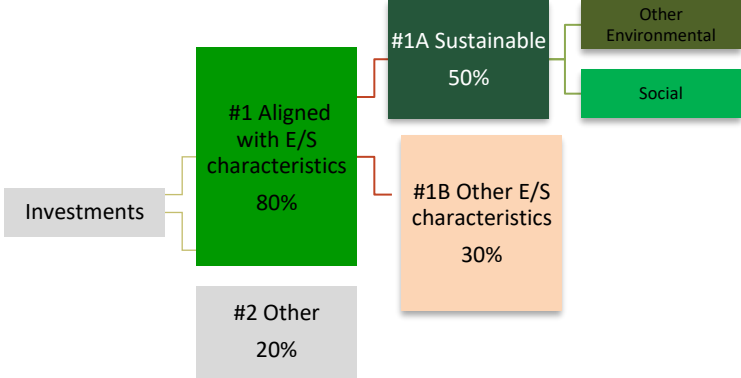 Investments
#1 Aligned
with E/S
characteristics
80%
#2 Other
20%
#1A Sustainable
50%
#1B Other E/S
characteristics
30%
Other
Environmental
Social